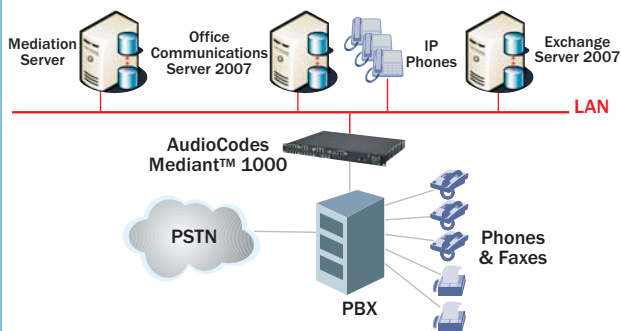 Mediation
Server
Office
Communications
Server 2007
IP
Phones
Exchange
Server 2007
LAN
AudioCodes
Mediant™ 1000
PSTN
Phones
& Faxes
PBX